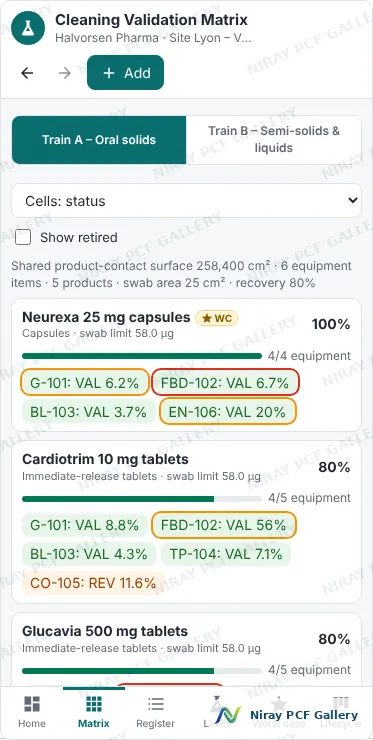 Cleaning Validation Matrix
Halvorsen Pharma · Site Lyon – V...
Add
Train A – Oral solids
Train B – Semi-solids &
liquids
Cells: status
Show retired
Shared product-contact surface 258,400 cm² · 6 equipment
items · 5 products · swab area 25 cm² · recovery 80%
Neurexa 25 mg capsules
WC
100%
Capsules · swab limit 58.0 µg
4/4 equipment
G-101: VAL 6.2%
FBD-102: VAL 6.7%
BL-103: VAL 3.7%
EN-106: VAL 20%
Cardiotrim 10 mg tablets
80%
Immediate-release tablets · swab limit 58.0 µg
4/5 equipment
G-101: VAL 8.8%
FBD-102: VAL 56%
BL-103: VAL 4.3%
TP-104: VAL 7.1%
CO-105: REV 11.6%
Glucavia 500 mg tablets
80%
Immediate-release tablets · swab limit 58.0 µg
4/5 equipment
Home
Matrix
Register
Worst case
Lifecycle
Niray PCF Gallery
NIRAY PCF GALLERY